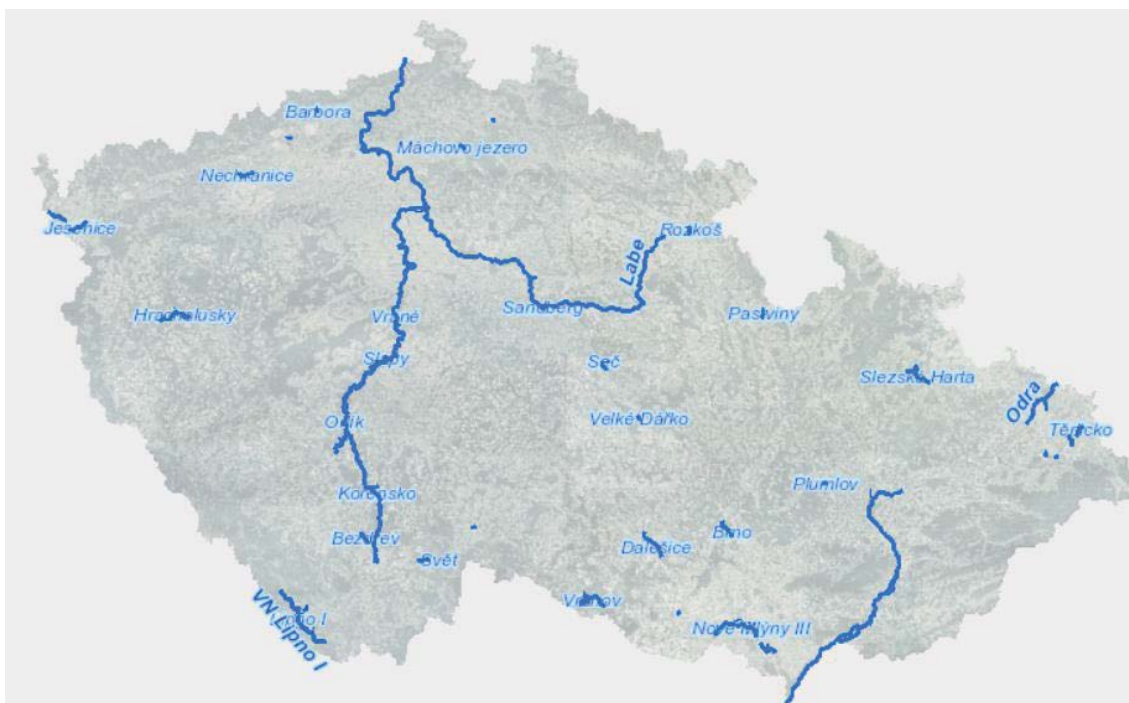 Barbora
Máchovo jezero
Nechranice
Jesenice
Rozkoš
Labe
Hracholusky
Vrané
Sandberg
Pastviny
Slapy
Seč
Slezská Harta
Odra
Orlík
Velké Dářko
Těrlicko
Kořensko
Plumlov
Bezdrev
Svět
Dalešice
Brno
Vranov
Nové Mlýny III
Lipno I
VN Lipno I